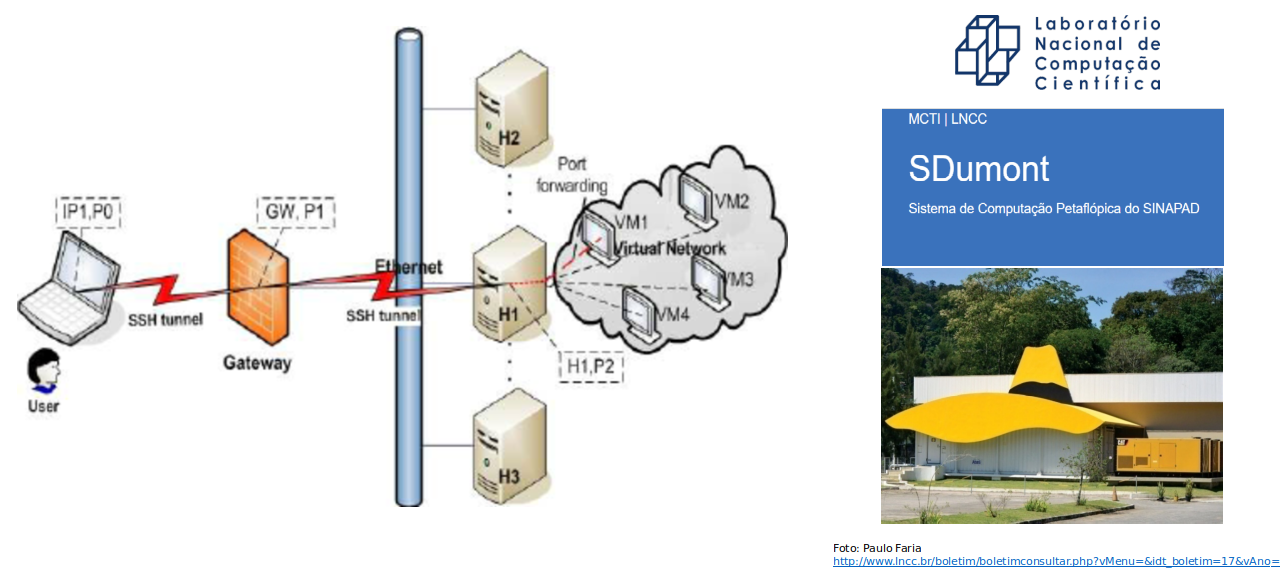 IP1,P0
GW, P1
SSH tunnel
Gateway
User
Ethernet
SSH tunnel
H2
H1
H3
H1,P2
Port
forwarding
VM1
VM2
Virtual Network
VM3
VM4
Laboratório
Nacional de
Computação
Científica
MCTI | LNCC
SDumont
Sistema de Computação Petaflópica do SINAPAD
CAT
Foto: Paulo Faria
http://www.lncc.br/boletim/boletimconsultar.php?vMenu=&idt_boletim=17&vAno=